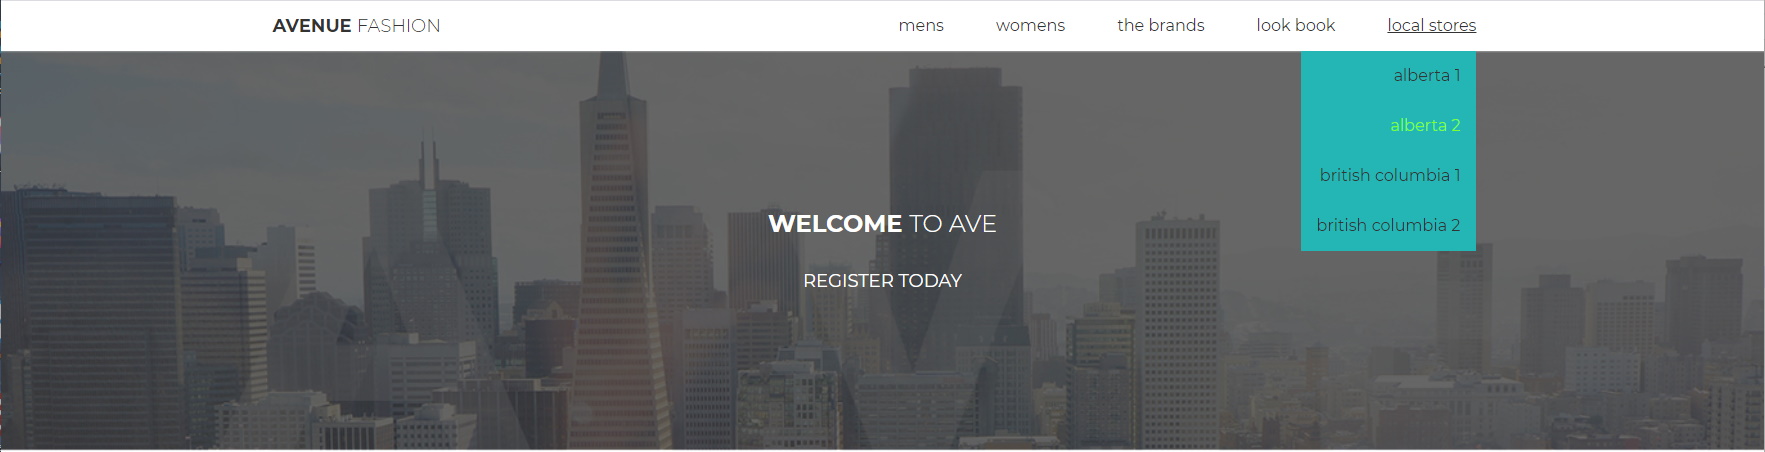 AVENUE FASHION
mens womens the brands look book local stores
alberta 1
alberta 2
british columbia 1
british columbia 2
WELCOME TO AVE
REGISTER TODAY